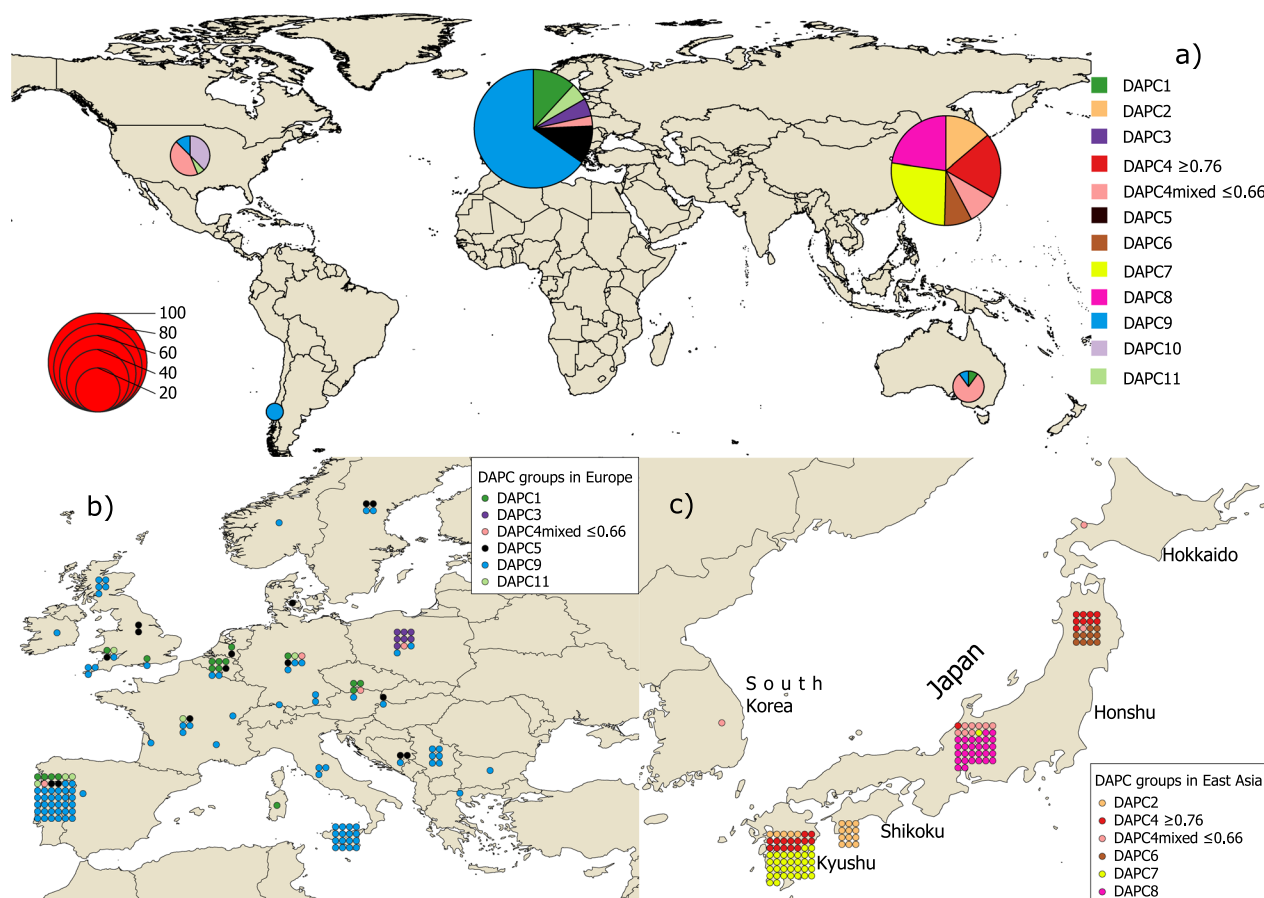 a)
DAPC1
DAPC2
DAPC3
DAPC4 ≥0.76
DAPC4mixed ≤0.66
DAPC5
DAPC6
DAPC7
DAPC8
DAPC9
DAPC10
DAPC11
100
80
60
40
20
b)
DAPC groups in Europe
DAPC1
DAPC3
DAPC4mixed ≤0.66
DAPC5
DAPC9
DAPC11
c)
Hokkaido
Japan
South
Korea
Honshu
Shikoku
Kyushu
DAPC groups in East Asia
DAPC2
DAPC4 ≥0.76
DAPC4mixed ≤0.66
DAPC6
DAPC7
DAPC8